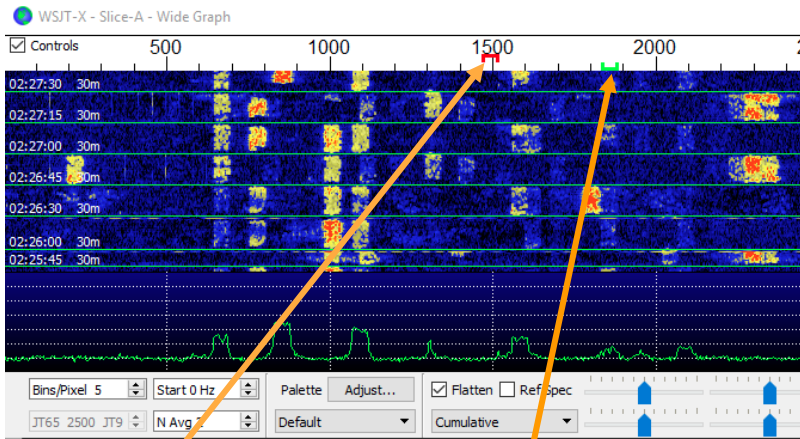 WSJT-X - Slice-A - Wide Graph
Controls 500 1000 1500 2000
02:27:30 30m
02:27:15 30m
02:27:00 30m
02:26:45 30m
02:26:30 30m
02:26:00 30m
02:25:45 30m
Bins/Pixel 5 Start 0 Hz Palette Adjust... Flatten Ref Spec
JT65 2500 JT9 N Avg Default Cumulative